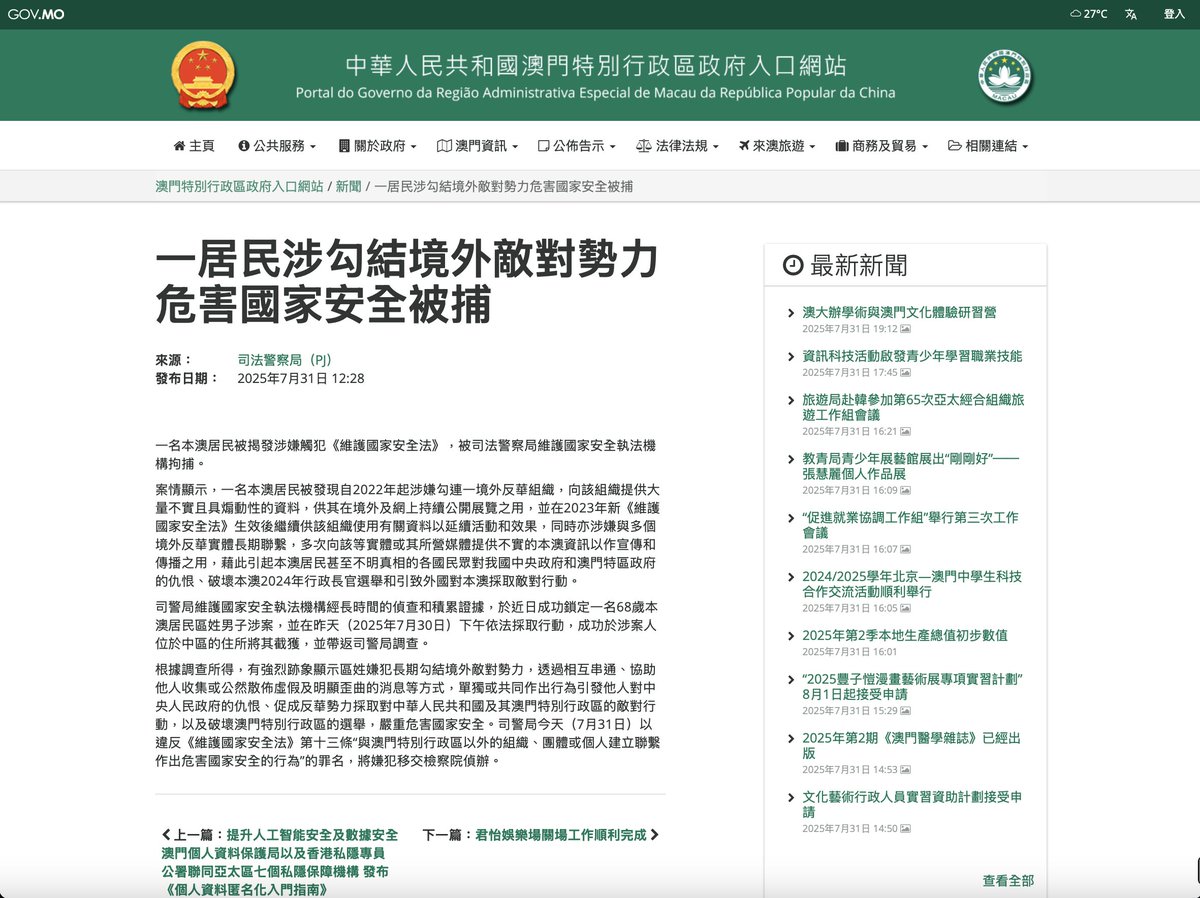 GOV.MO
27°C
登入
中華人民共和國澳門特別行政區政府入口網站
Portal do Governo da Região Administrativa Especial de Macau da República Popular da China
MACAU
主頁 公共服務 關於政府 澳門資訊 公佈告示 法律法規 來澳旅遊 商務及貿易 相關連結
澳門特別行政區政府入口網站 / 新聞 / 一居民涉勾結境外敵對勢力危害國家安全被捕
一居民涉勾結境外敵對勢力
危害國家安全被捕
來源： 司法警察局（PJ）
發布日期： 2025年7月31日 12:28
一名本澳居民被揭發涉嫌觸犯《維護國家安全法》，被司法警察局維護國家安全執法機
構拘捕。
案情顯示，一名本澳居民被發現自2022年起涉嫌勾連一境外反華組織，向該組織提供大
量不實且具煽動性的資料，供其在境外及網上持續公開展覽之用，並在2023年新《維護
國家安全法》生效後繼續供該組織使用有關資料以延續活動和效果，同時亦涉嫌與多個
境外反華實體長期聯繫，多次向該等實體或其所營媒體提供不實的本澳資訊以作宣傳和
傳播之用，藉此引起本澳居民甚至不明真相的各國民眾對我國中央政府和澳門特區政府
的仇恨、破壞本澳2024年行政長官選舉和引致外國對本澳採取敵對行動。
司警局維護國家安全執法機構經長時間的偵查和積累證據，於近日成功鎖定一名68歲本
澳居民區姓男子涉案，並在昨天（2025年7月30日）下午依法採取行動，成功於涉案人
位於中區的住所將其截獲，並帶返司警局調查。
根據調查所得，有強烈跡象顯示區姓嫌犯長期勾結境外敵對勢力，透過相互串通、協助
他人收集或公然散佈虛假及明顯歪曲的消息等方式，單獨或共同作出行為引發他人對中
央人民政府的仇恨、促成反華勢力採取對中華人民共和國及其澳門特別行政區的敵對行
動，以及破壞澳門特別行政區的選舉，嚴重危害國家安全。司警局今天（7月31日）以
違反《維護國家安全法》第十三條“與澳門特別行政區以外的組織、團體或個人建立聯繫
作出危害國家安全的行為”的罪名，將嫌犯移交檢察院偵辦。
上一篇：提升人工智能安全及數據安全
澳門個人資料保護局以及香港私隱專員
公署聯同亞太區七個私隱保障機構 發布
《個人資料匿名化入門指南》
下一篇：君怡娛樂場關場工作順利完成
最新新聞
澳大辦學術與澳門文化體驗研習營
2025年7月31日 19:12
資訊科技活動啟發青少年學習職業技能
2025年7月31日 17:45
旅遊局赴韓參加第65次亞太經合組織旅
遊工作組會議
2025年7月31日 16:21
教青局青少年展藝館展出“剛剛好”——
張慧麗個人作品展
2025年7月31日 16:09
“促進就業協調工作組”舉行第三次工作
會議
2025年7月31日 16:07
2024/2025學年北京—澳門中學生科技
合作交流活動順利舉行
2025年7月31日 16:05
2025年第2季本地生產總值初步數值
2025年7月31日 16:01
“2025豐子愷漫畫藝術展專項實習計劃”
8月1日起接受申請
2025年7月31日 15:29
2025年第2期《澳門醫學雜誌》已經出
版
2025年7月31日 14:53
文化藝術行政人員實習資助計劃接受申
請
2025年7月31日 14:50
查看全部